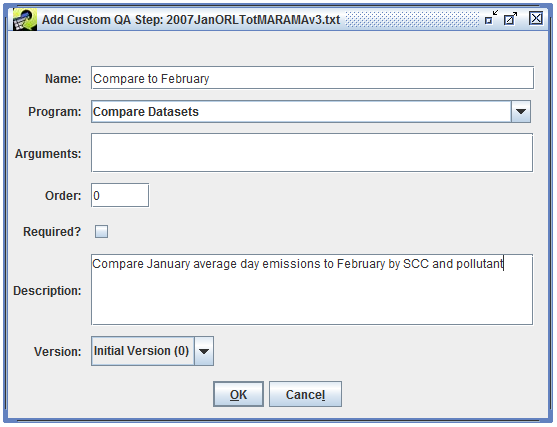 Add Custom QA Step: 2007JanORLTotMARAMAv3.txt
Name: Compare to February
Program: Compare Datasets
Arguments:
Order: 0
Required?
Compare January average day emissions to February by SCC and pollutant
Description:
Version: Initial Version (0)
OK Cancel